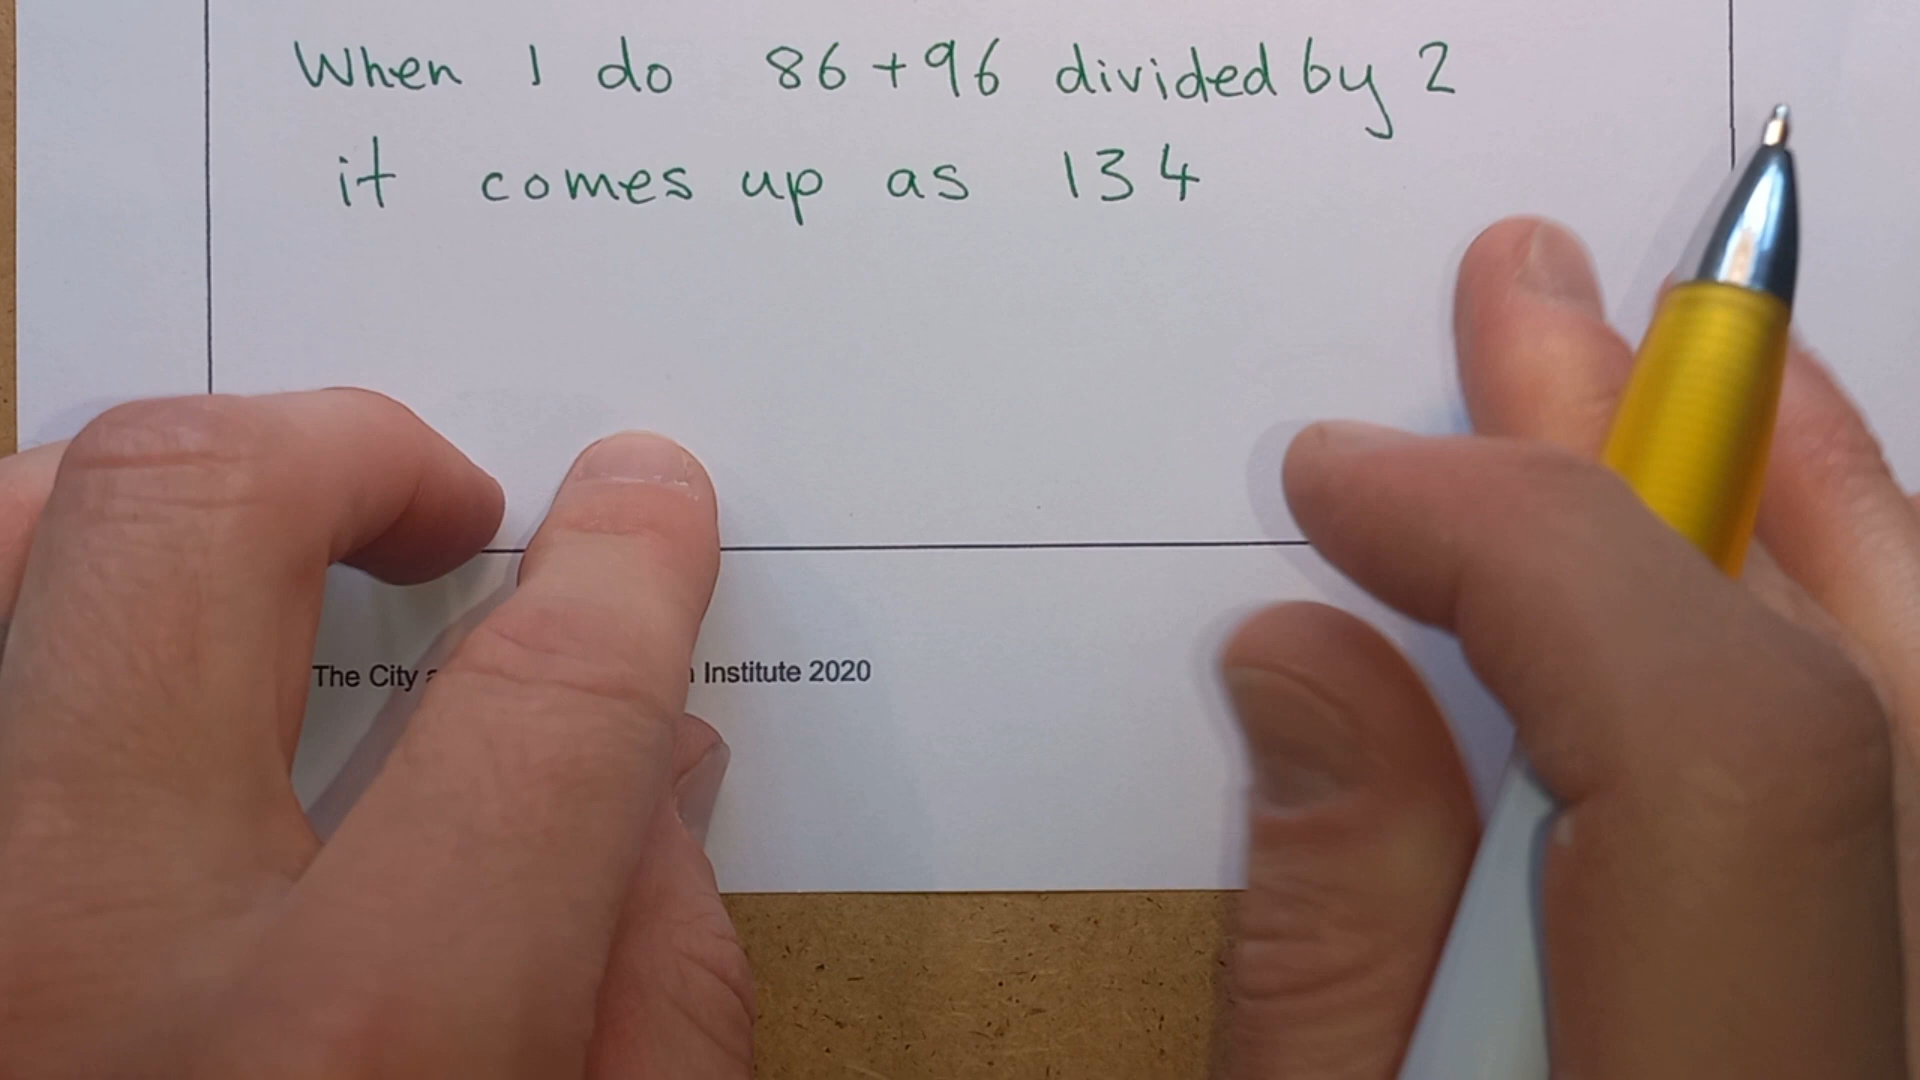 When I do 86+96 divided by 2
it comes up as 134
The City Institute 2020